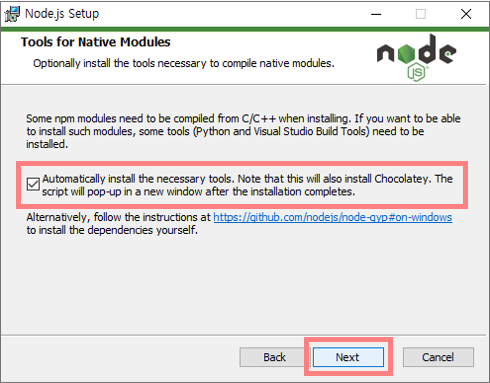 Node.js Setup
Tools for Native Modules
Optionally install the tools necessary to compile native modules.
node
JS
Some npm modules need to be compiled from C/C++ when installing. If you want to be able
to install such modules, some tools (Python and Visual Studio Build Tools) need to be
installed.
Automatically install the necessary tools. Note that this will also install Chocolatey. The
script will pop-up in a new window after the installation completes.
Alternatively, follow the instructions at https://github.com/nodejs/node-gyp#on-windows
to install the dependencies yourself.
Back
Next
Cancel